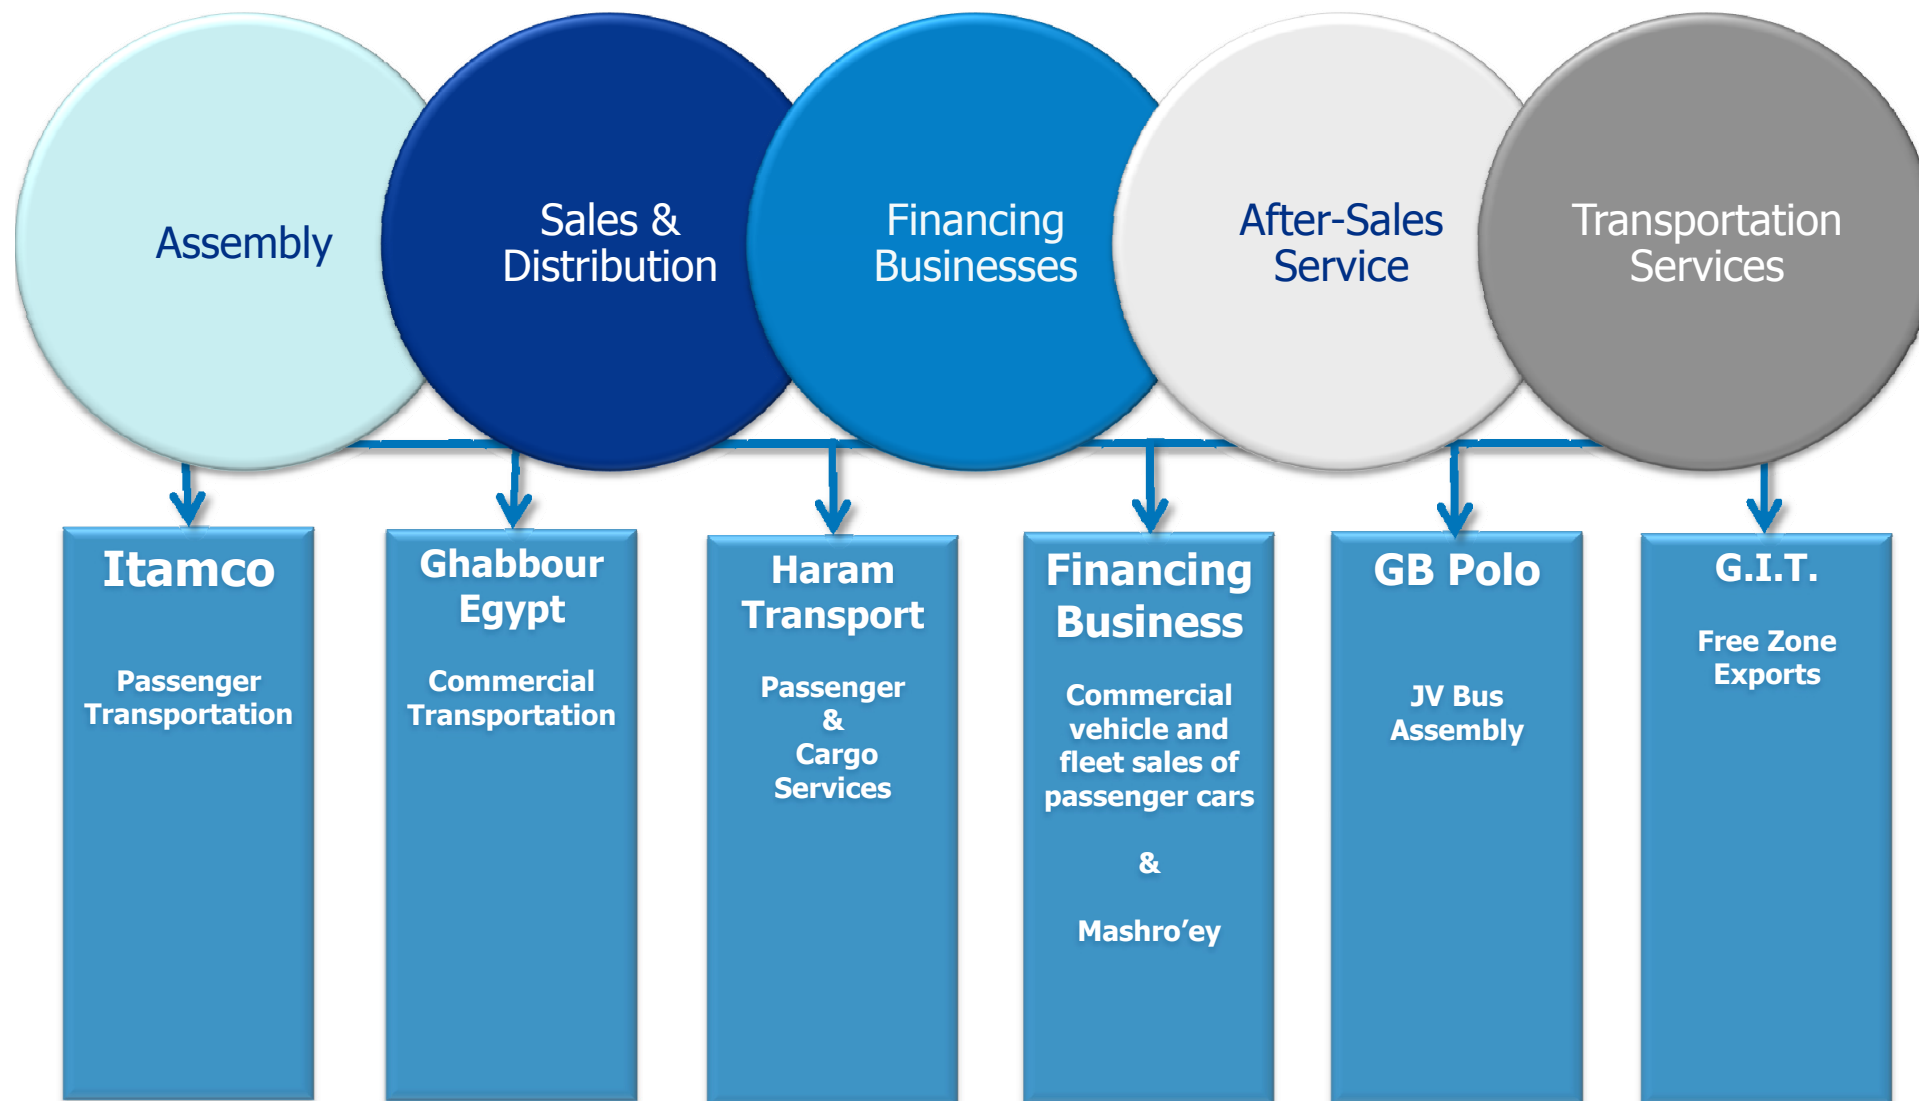 Assembly
Sales &
Distribution
Financing
Businesses
After-Sales
Service
Transportation
Services
Itamco
Passenger
Transportation
Ghabbour
Egypt
Commercial
Transportation
Haram
Transport
Passenger
&
Cargo
Services
Financing
Business
Commercial
vehicle and
fleet sales of
passenger cars
&
Mashro’ey
GB Polo
JV Bus
Assembly
G.I.T.
Free Zone
Exports